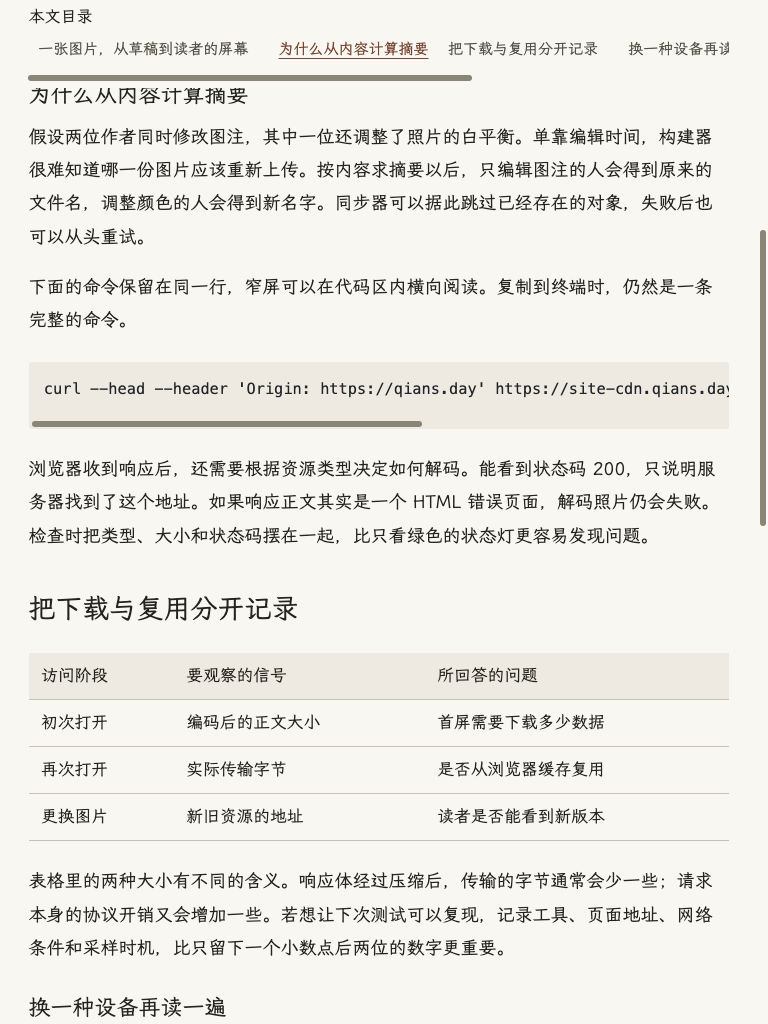 本文目录
一张图片，从草稿到读者的屏幕 为什么从内容计算摘要 把下载与复用分开记录 换一种设备再读
为什么从内容计算摘要
假设两位作者同时修改图注，其中一位还调整了照片的白平衡。单靠编辑时间，构建器
很难知道哪一份图片应该重新上传。按内容求摘要以后，只编辑图注的人会得到原来的
文件名，调整颜色的人会得到新名字。同步器可以据此跳过已经存在的对象，失败后也
可以从头重试。
下面的命令保留在同一行，窄屏可以在代码区内横向阅读。复制到终端时，仍然是一条
完整的命令。
curl --head --header 'Origin: https://qians.day' https://site-cdn.qians.day
浏览器收到响应后，还需要根据资源类型决定如何解码。能看到状态码 200，只说明服
务器找到了这个地址。如果响应正文其实是一个 HTML 错误页面，解码照片仍会失败。
检查时把类型、大小和状态码摆在一起，比只看绿色的状态灯更容易发现问题。
把下载与复用分开记录
访问阶段 要观察的信号 所回答的问题
初次打开 编码后的正文大小 首屏需要下载多少数据
再次打开 实际传输字节 是否从浏览器缓存复用
更换图片 新旧资源的地址 读者是否能看到新版本
表格里的两种大小有不同的含义。响应体经过压缩后，传输的字节通常会少一些；请求
本身的协议开销又会增加一些。若想让下次测试可以复现，记录工具、页面地址、网络
条件和采样时机，比只留下一个小数点后两位的数字更重要。
换一种设备再读一遍